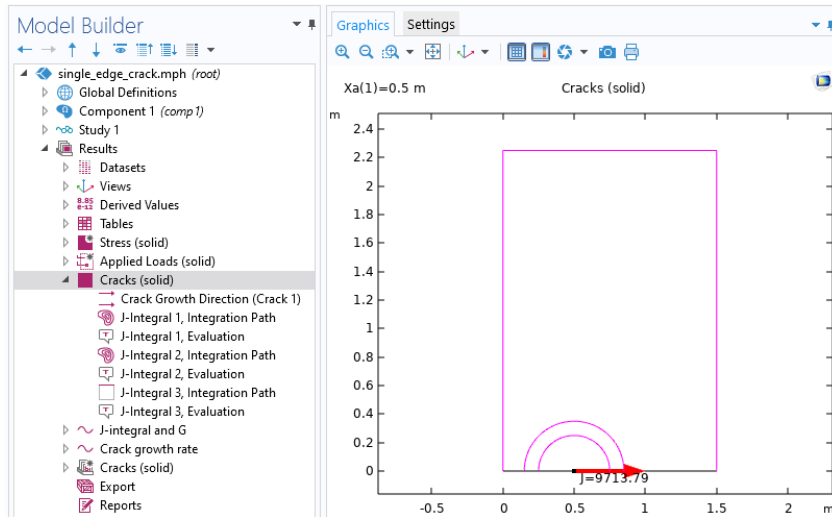 Model Builder
single_edge_crack.mph (root)
Global Definitions
Component 1 (comp1)
Study 1
Results
Datasets
Views
8.85
e-12
Derived Values
Tables
Stress (solid)
Applied Loads (solid)
Cracks (solid)
Crack Growth Direction (Crack 1)
J-Integral 1, Integration Path
J-Integral 1, Evaluation
J-Integral 2, Integration Path
J-Integral 2, Evaluation
J-Integral 3, Integration Path
J-Integral 3, Evaluation
J-integral and G
Crack growth rate
Cracks (solid)
Export
Reports
Graphics Settings
Xa(1)=0.5 m Cracks (solid)
m
2.4
2.2
2
1.8
1.6
1.4
1.2
1
0.8
0.6
0.4
0.2
0
J=9713.79
-0.5 0 0.5 1 1.5 2 m